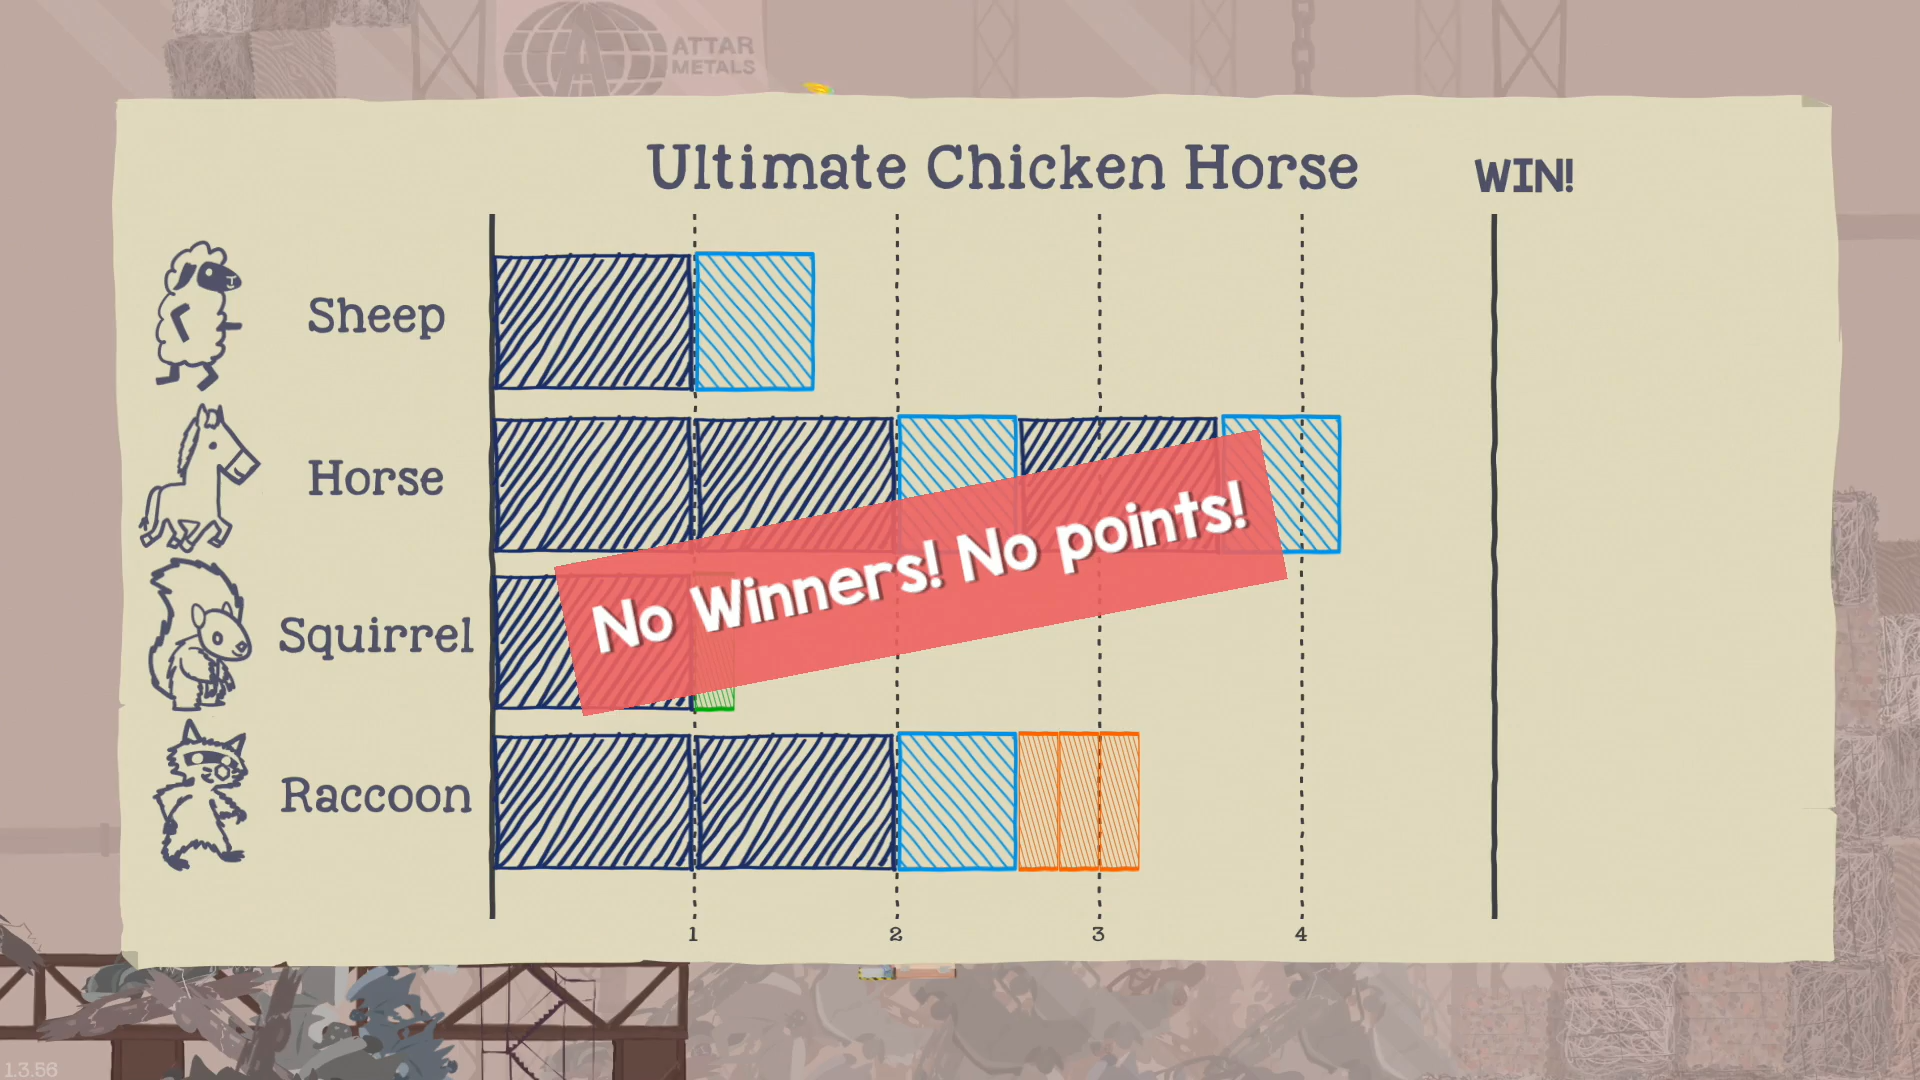 ATTAR
METALS
Ultimate Chicken Horse
WIN!
Sheep
Horse
Squirrel
Raccoon
No Winners! No points!
1 2 3 4
1.3.56